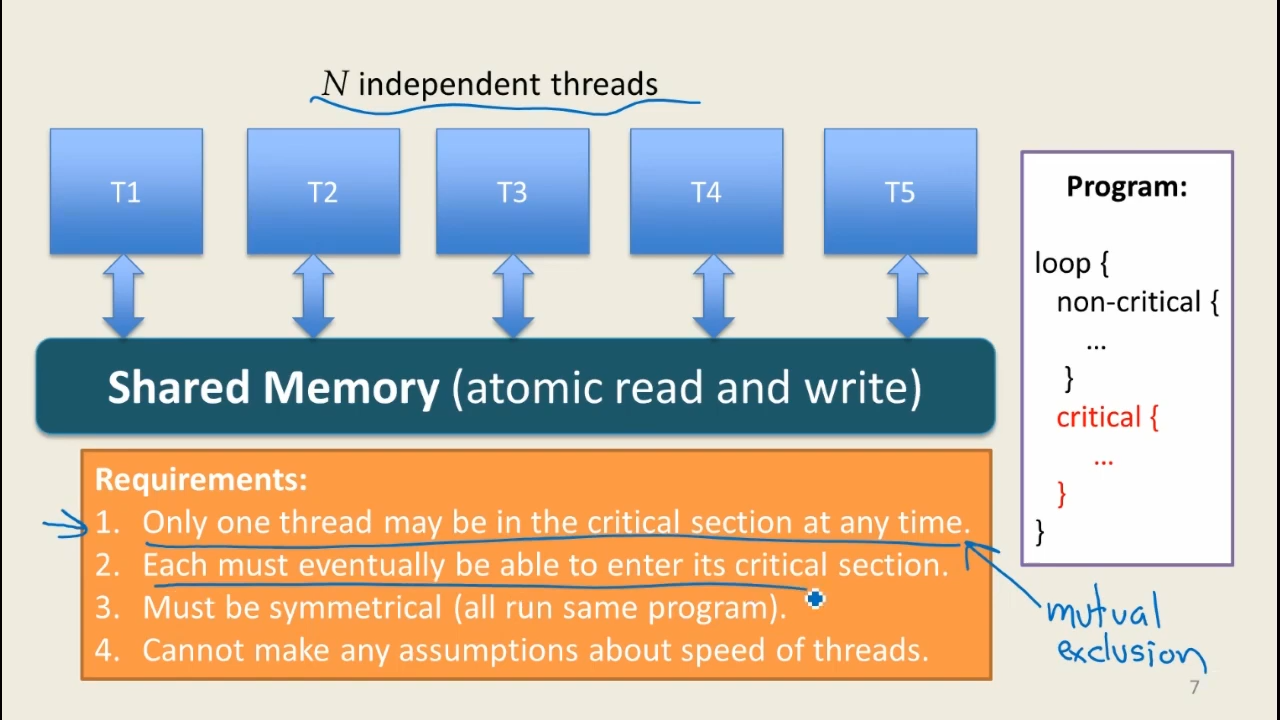 N independent threads
T1 T2 T3 T4 T5
Shared Memory (atomic read and write)
Requirements:
1. Only one thread may be in the critical section at any time.
2. Each must eventually be able to enter its critical section.
3. Must be symmetrical (all run same program).
4. Cannot make any assumptions about speed of threads.
Program:
loop {
non-critical {
...
}
critical {
...
}
}
mutual
exclusion
7